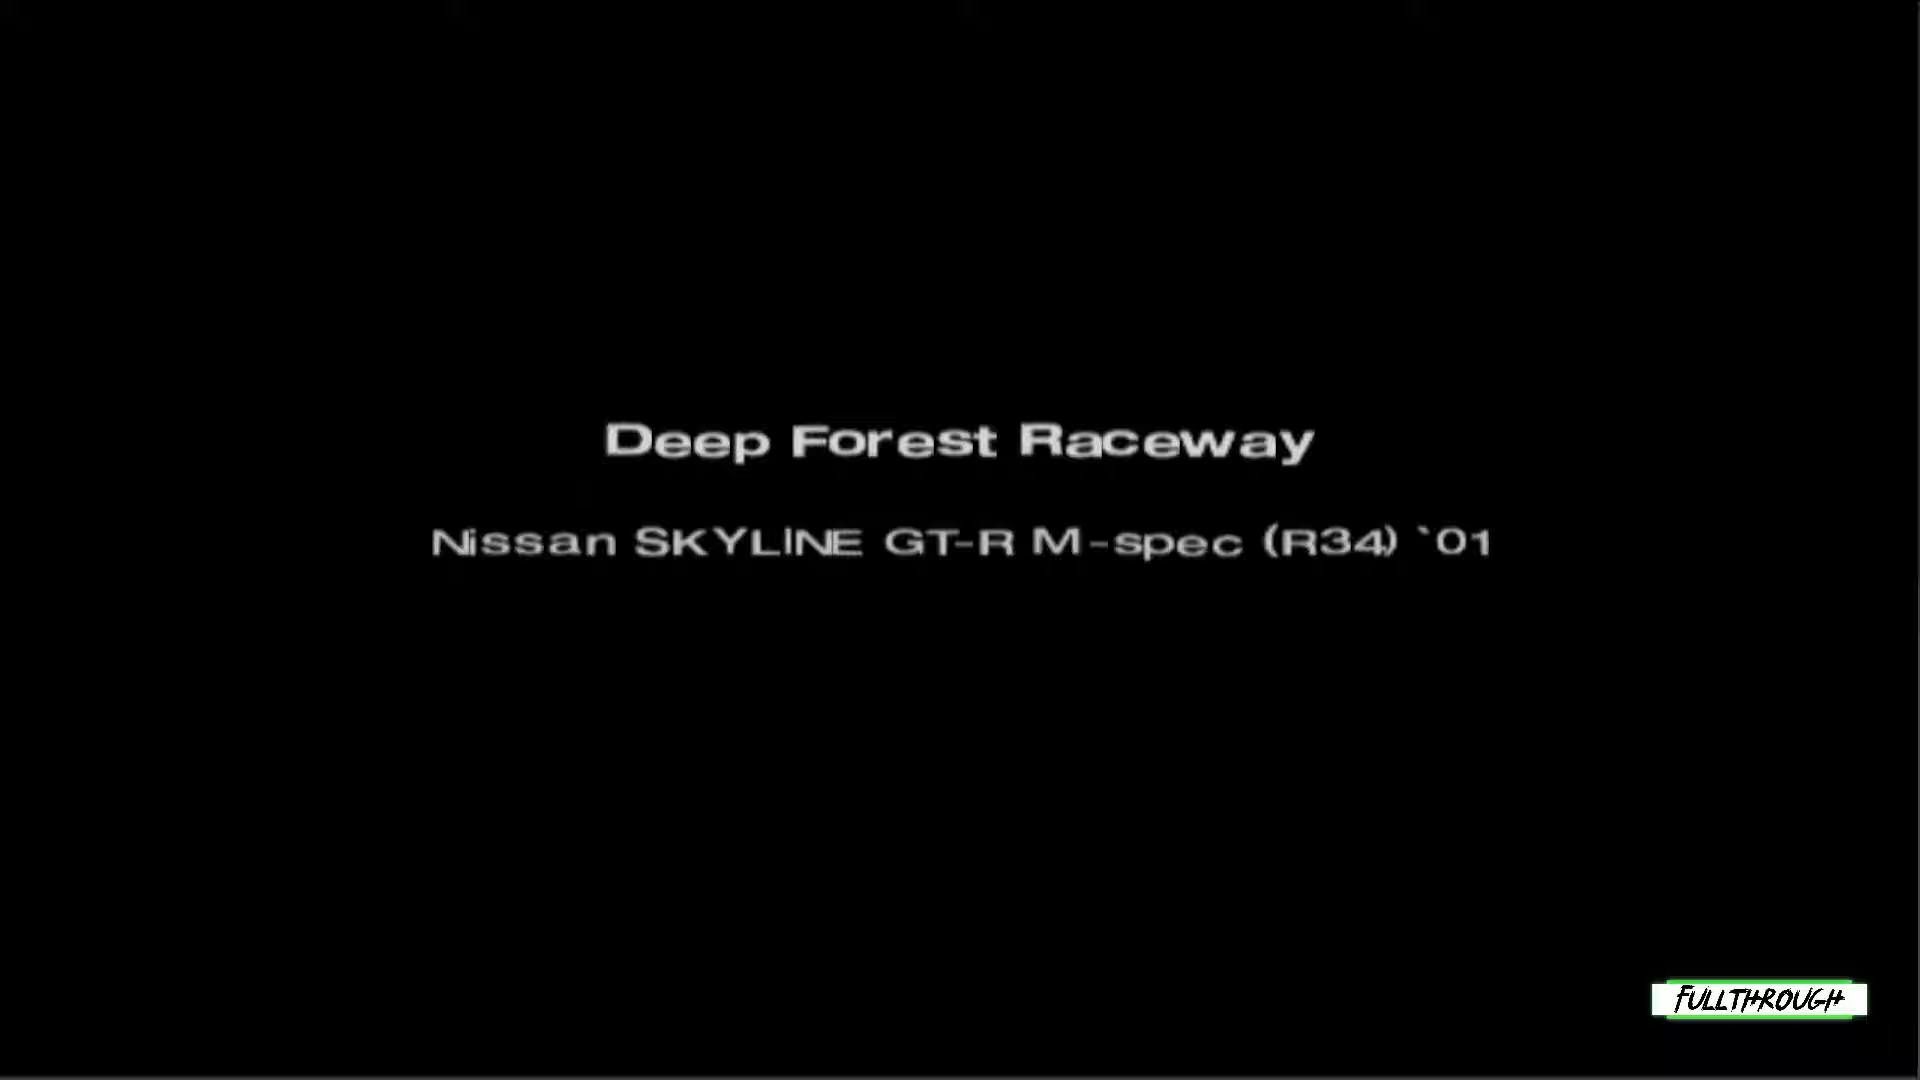 Deep Forest Raceway
Nissan SKYLINE GT-R M-spec (R34) `01
FULLTHROUGH